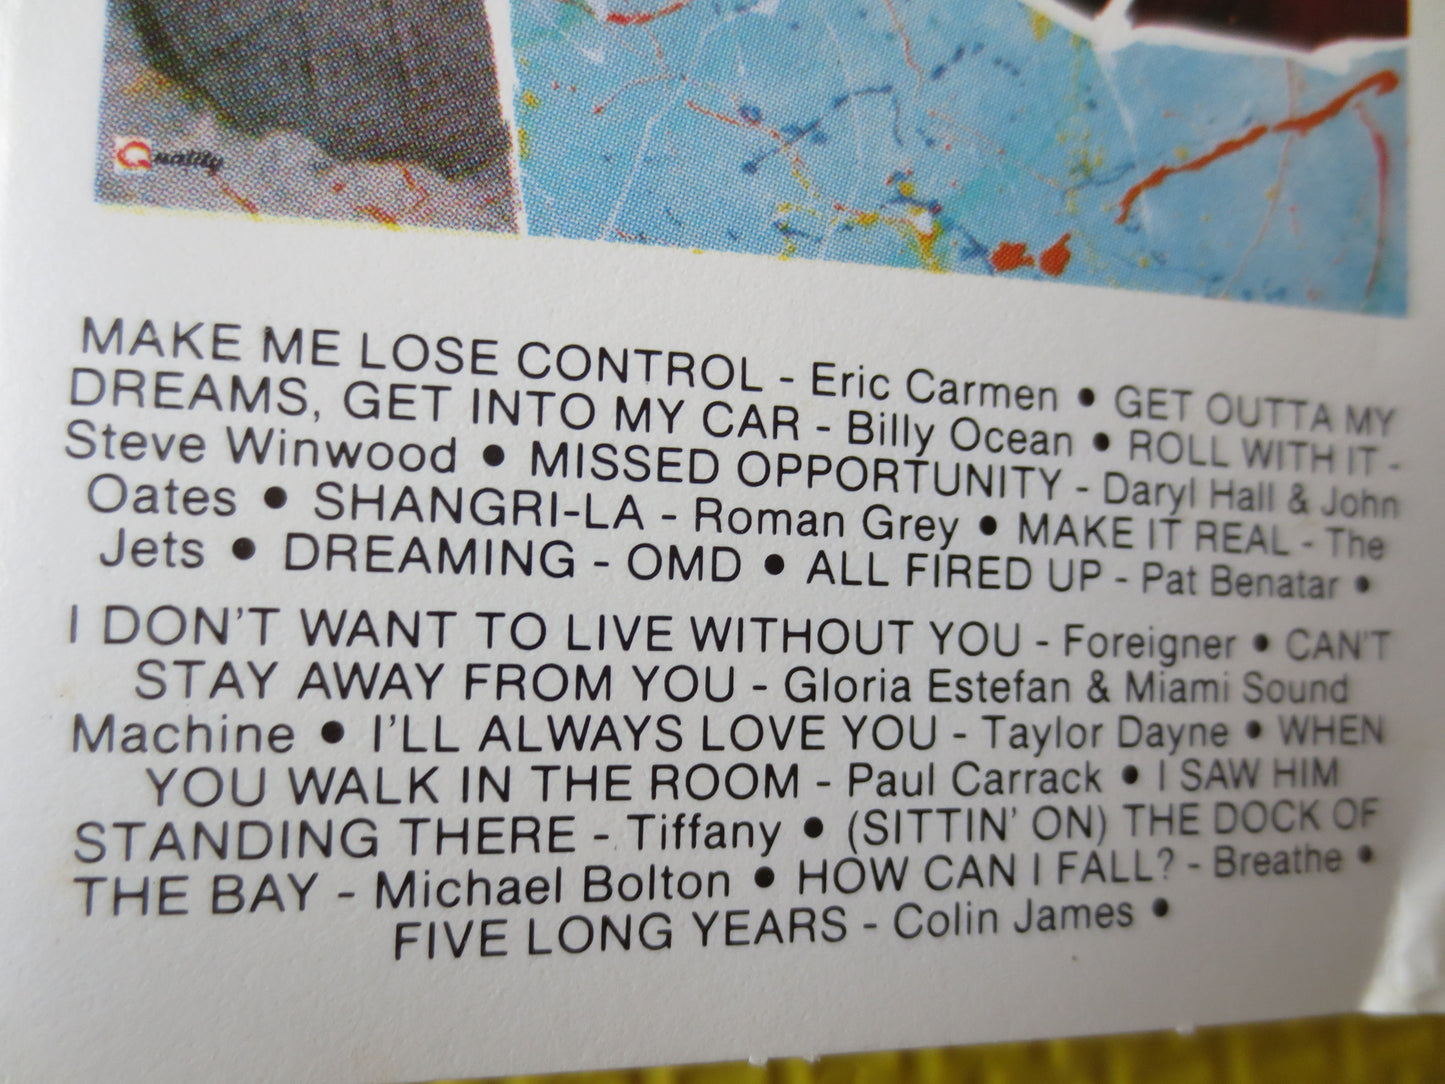 Quality
MAKE ME LOSE CONTROL - Eric Carmen • GET OUTTA MY
DREAMS, GET INTO MY CAR - Billy Ocean • ROLL WITH IT -
Steve Winwood • MISSED OPPORTUNITY - Daryl Hall & John
Oates • SHANGRI-LA - Roman Grey • MAKE IT REAL - The
Jets • DREAMING - OMD • ALL FIRED UP - Pat Benatar •
I DON'T WANT TO LIVE WITHOUT YOU - Foreigner • CAN'T
STAY AWAY FROM YOU - Gloria Estefan & Miami Sound
Machine • I'LL ALWAYS LOVE YOU - Taylor Dayne • WHEN
YOU WALK IN THE ROOM - Paul Carrack • I SAW HIM
STANDING THERE - Tiffany • (SITTIN' ON) THE DOCK OF
THE BAY - Michael Bolton • HOW CAN I FALL? - Breathe •
FIVE LONG YEARS - Colin James •